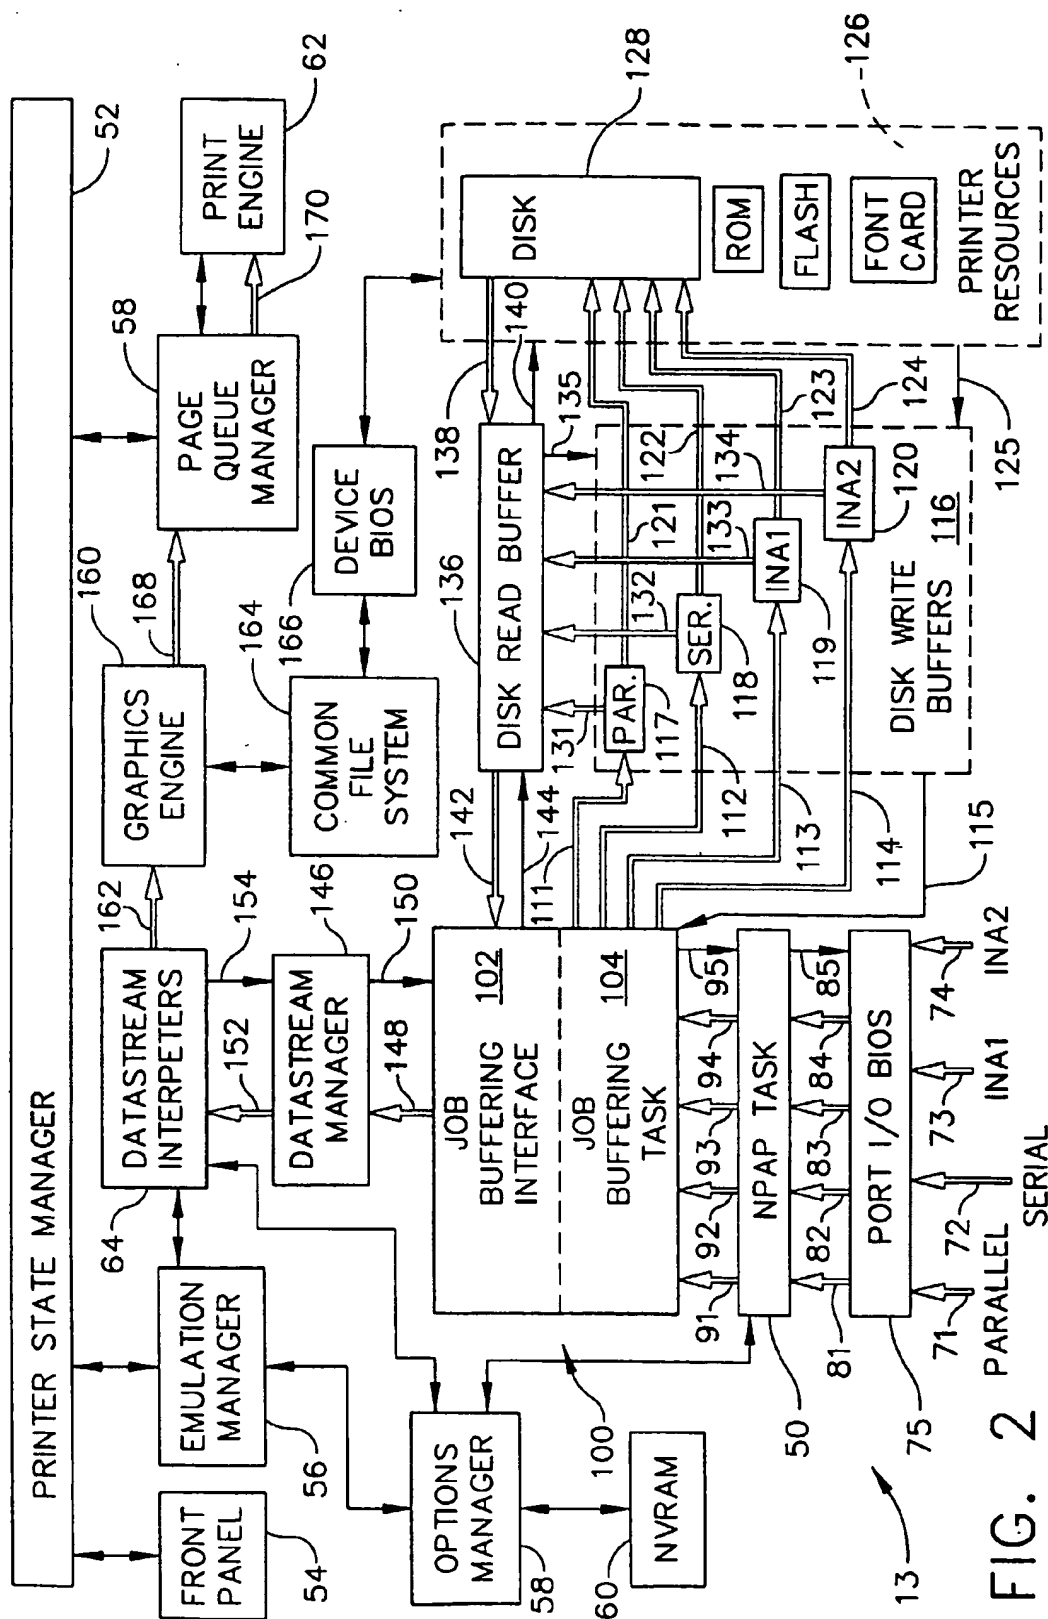 PRINTER STATE MANAGER
52
FRONT
PANEL
54
EMULATION
MANAGER
56
64
DATASTREAM
INTERPETERS
162
GRAPHICS
ENGINE
160
168
PAGE
QUEUE
MANAGER
58
PRINT
ENGINE
62
170
152
154
DATASTREAM
MANAGER
146
148
150
COMMON
FILE
SYSTEM
164
166
DEVICE
BIOS
OPTIONS
MANAGER
58
NVRAM
60
100
JOB
BUFFERING
INTERFACE
102
JOB
BUFFERING
TASK
104
142
144
111
136
DISK READ BUFFER
138
140
135
DISK
128
ROM
FLASH
FONT
CARD
PRINTER
RESOURCES
126
131
132
133
134
121
122
123
124
125
PAR.
117
SER.
118
INA1
119
INA2
120
DISK WRITE
BUFFERS
116
112
113
114
115
91
92
93
94
95
NPAP TASK
50
81
82
83
84
85
PORT I/O BIOS
75
71
72
73
74
PARALLEL
SERIAL
INA1
INA2
13
FIG. 2